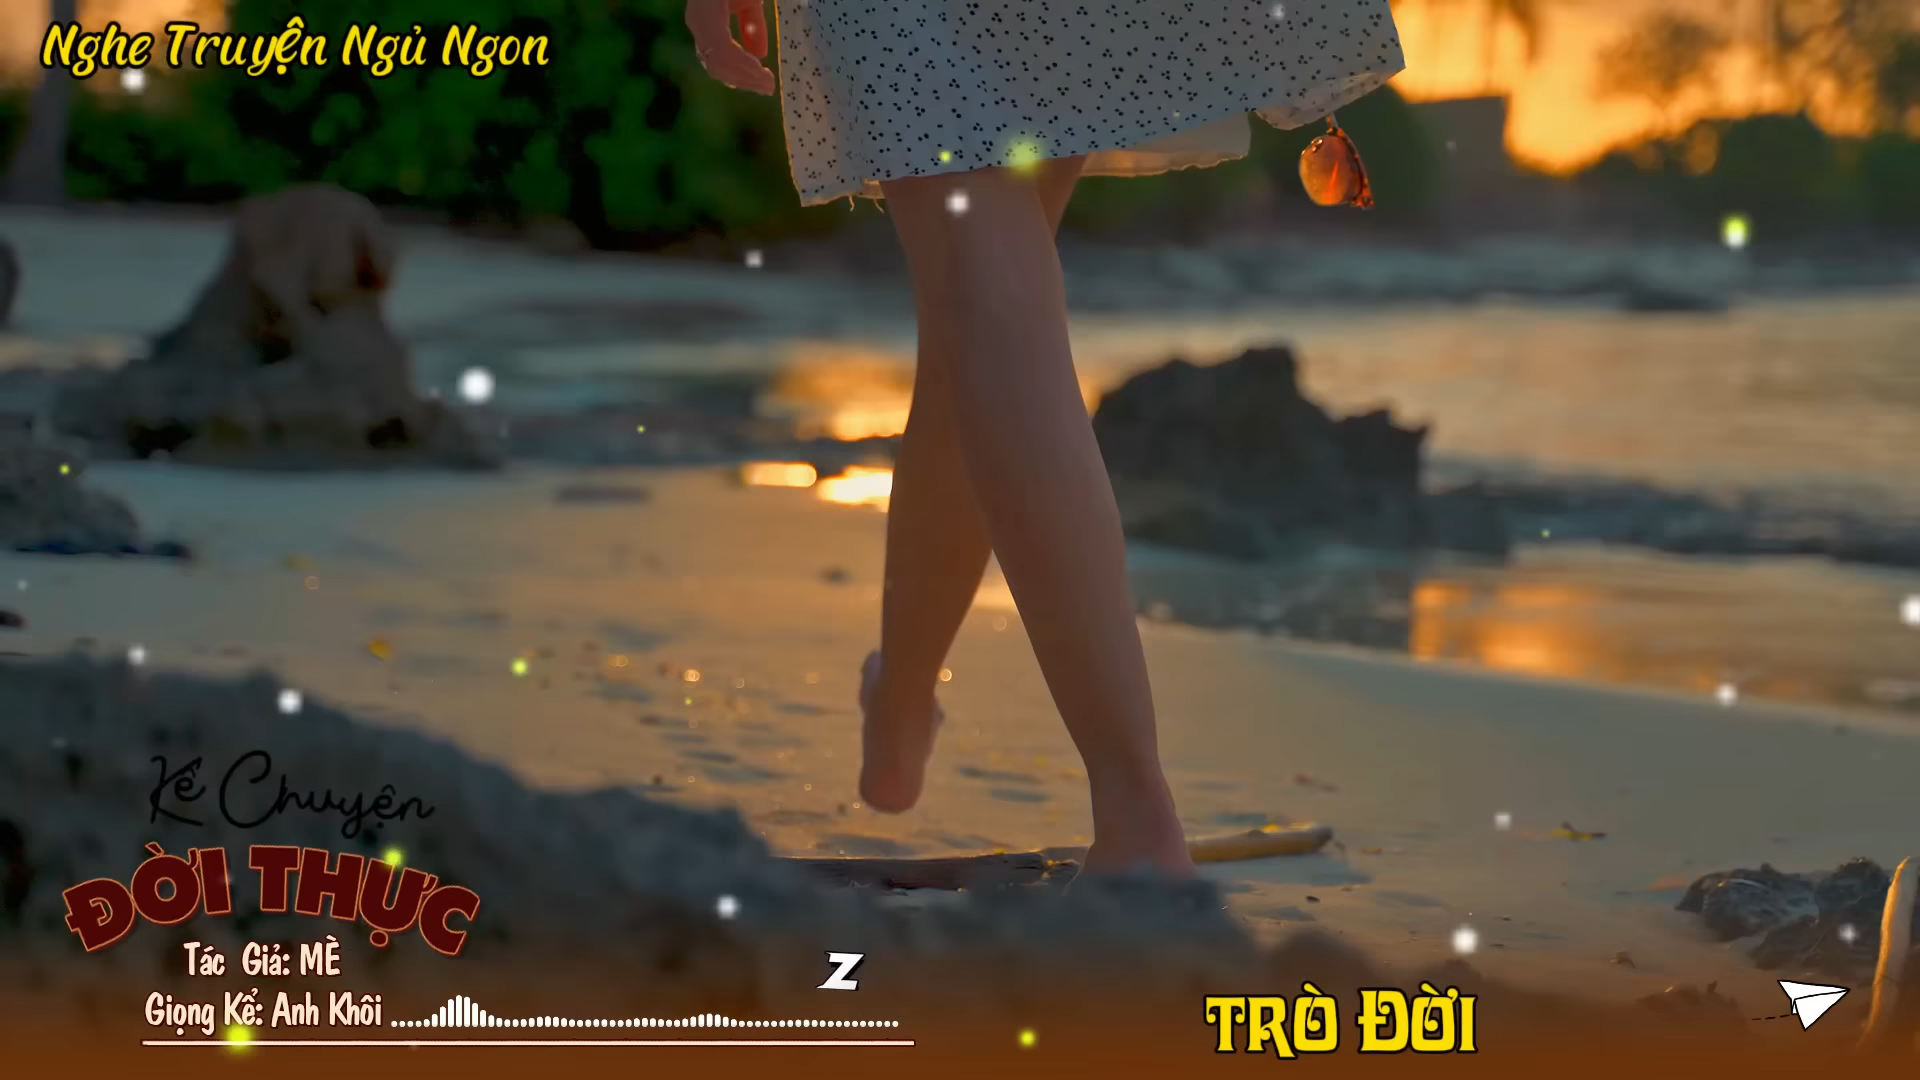 Nghe Truyện Ngủ Ngon
Kể Chuyện
ĐỜI THỰC
Tác Giả: MÈ
Giọng Kể: Anh Khôi
Z
TRÒ ĐỜI